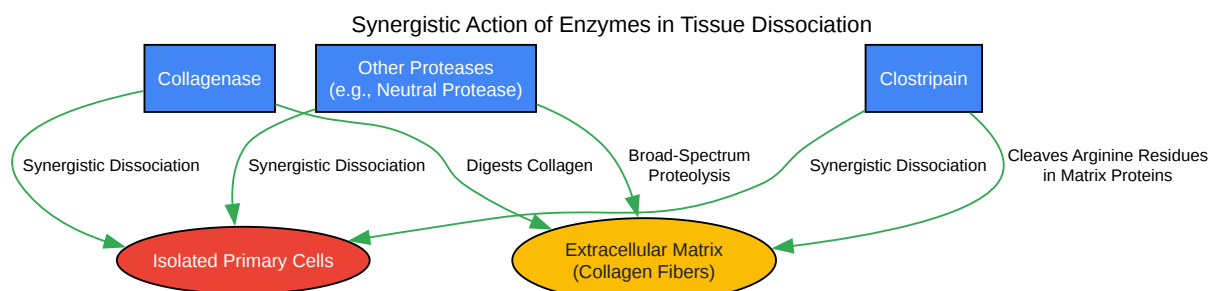 Synergistic Action of Enzymes in Tissue Dissociation
Collagenase
Other Proteases
(e.g., Neutral Protease)
Clostripain
Synergistic Dissociation
Synergistic Dissociation
Digests Collagen
Broad-Spectrum
Proteolysis
Synergistic Dissociation
Cleaves Arginine Residues
in Matrix Proteins
Isolated Primary Cells
Extracellular Matrix
(Collagen Fibers)